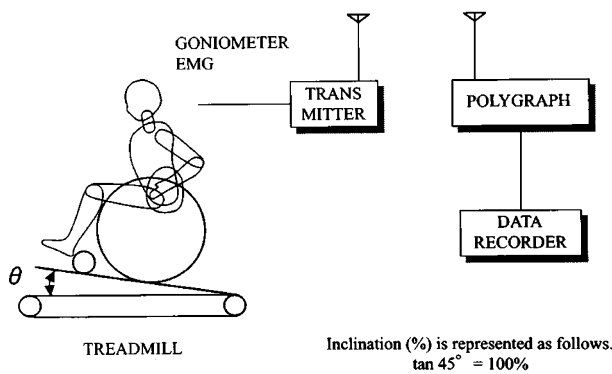 GONIOMETER
EMG
TRANS
MITTER
POLYGRAPH
DATA
RECORDER
θ
TREADMILL
Inclination (%) is represented as follows.
tan 45° = 100%